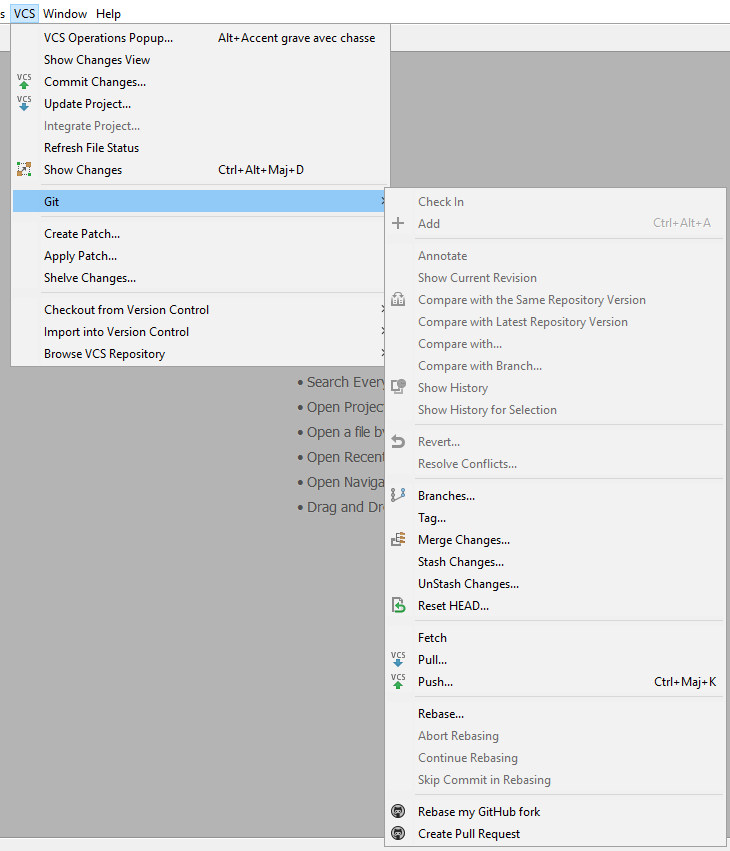 s VCS Window Help
VCS Operations Popup... Alt+Accent grave avec chasse
Show Changes View
VCS Commit Changes...
VCS Update Project...
Integrate Project...
Refresh File Status
Show Changes Ctrl+Alt+Maj+D
Git
Create Patch...
Apply Patch...
Shelve Changes...
Checkout from Version Control
Import into Version Control
Browse VCS Repository
• Search Every
• Open Projec
• Open a file by
• Open Recent
• Open Naviga
• Drag and Dr
Check In
Add Ctrl+Alt+A
Annotate
Show Current Revision
Compare with the Same Repository Version
Compare with Latest Repository Version
Compare with...
Compare with Branch...
Show History
Show History for Selection
Revert...
Resolve Conflicts...
Branches...
Tag...
Merge Changes...
Stash Changes...
UnStash Changes...
Reset HEAD...
Fetch
VCS Pull...
VCS Push... Ctrl+Maj+K
Rebase...
Abort Rebasing
Continue Rebasing
Skip Commit in Rebasing
Rebase my GitHub fork
Create Pull Request